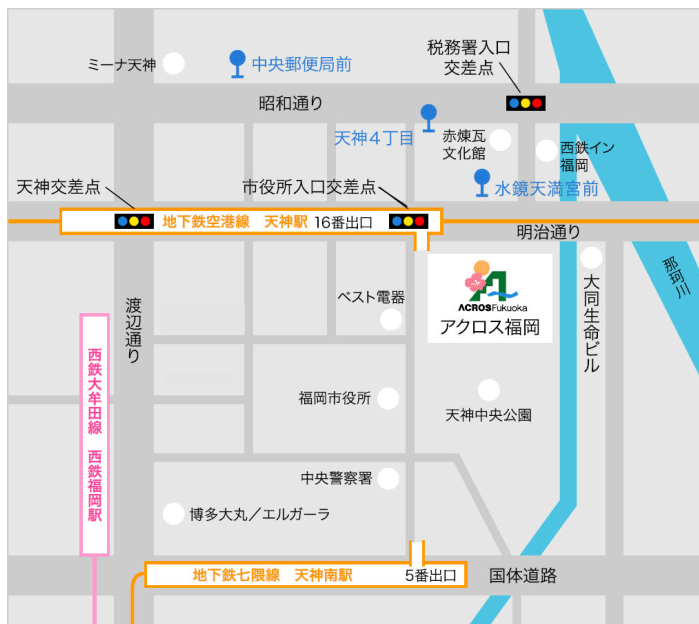 税務署入口
交差点
ミーナ天神
中央郵便局前
昭和通り
天神4丁目
赤煉瓦
文化館
西鉄イン
福岡
水鏡天満宮前
天神交差点
市役所入口交差点
地下鉄空港線 天神駅 16番出口
明治通り
那珂川
ACROS Fukuoka
アクロス福岡
大同生命ビル
渡辺通り
ベスト電器
西鉄大牟田線 西鉄福岡駅
福岡市役所
天神中央公園
中央警察署
博多大丸／エルガーラ
地下鉄七隈線 天神南駅 5番出口
国体道路